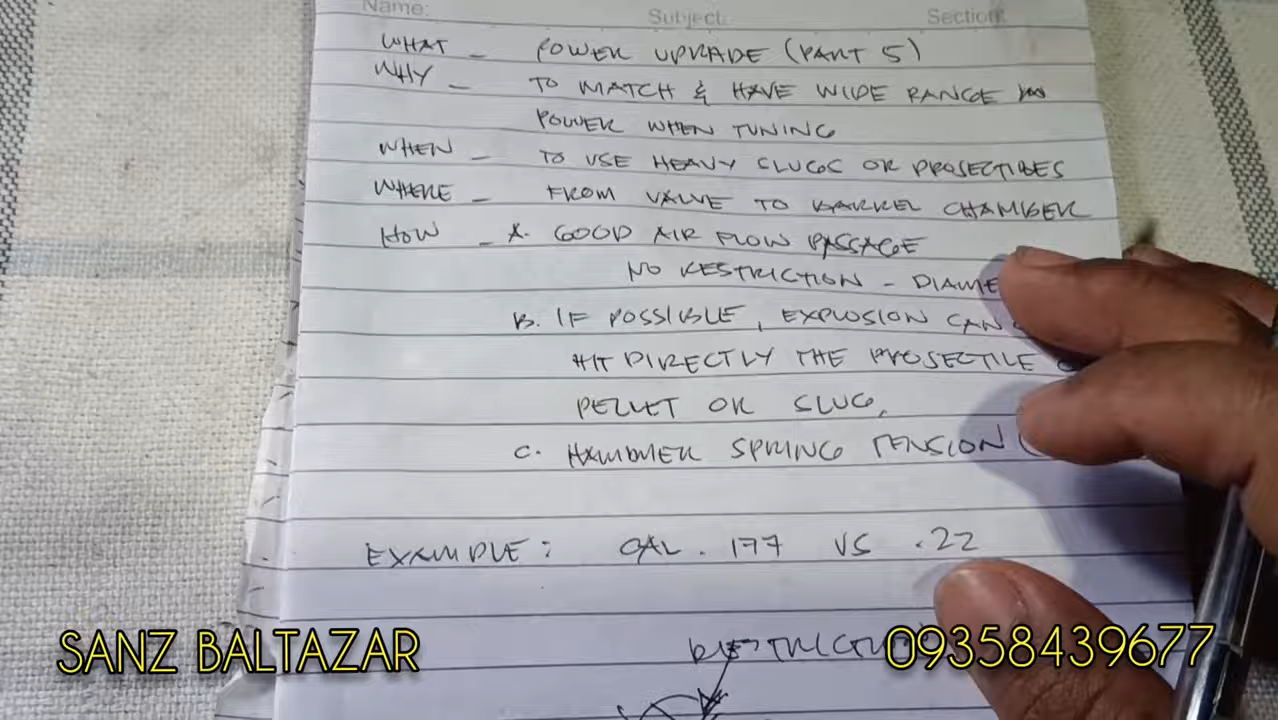 Name: Subject: Section:
WHAT - POWER UPRADE (PART 5)
WHY - TO MATCH & HAVE WIDE RANGE
POWER WHEN TUNING
WHEN - TO USE HEAVY SLUGS OR PROJECTILES
WHERE - FROM VALVE TO BARREL CHAMBER
HOW - A. GOOD AIR FLOW PASSAGE
NO RESTRICTION - DIAME
B. IF POSSIBLE, EXPLOSION CAN
HIT DIRECTLY THE PROJECTILE
PELLET OR SLUG,
C. HAMMER SPRING TENSION (
EXAMPLE: CAL .177 VS .22
SANZ BALTAZAR 09358439677